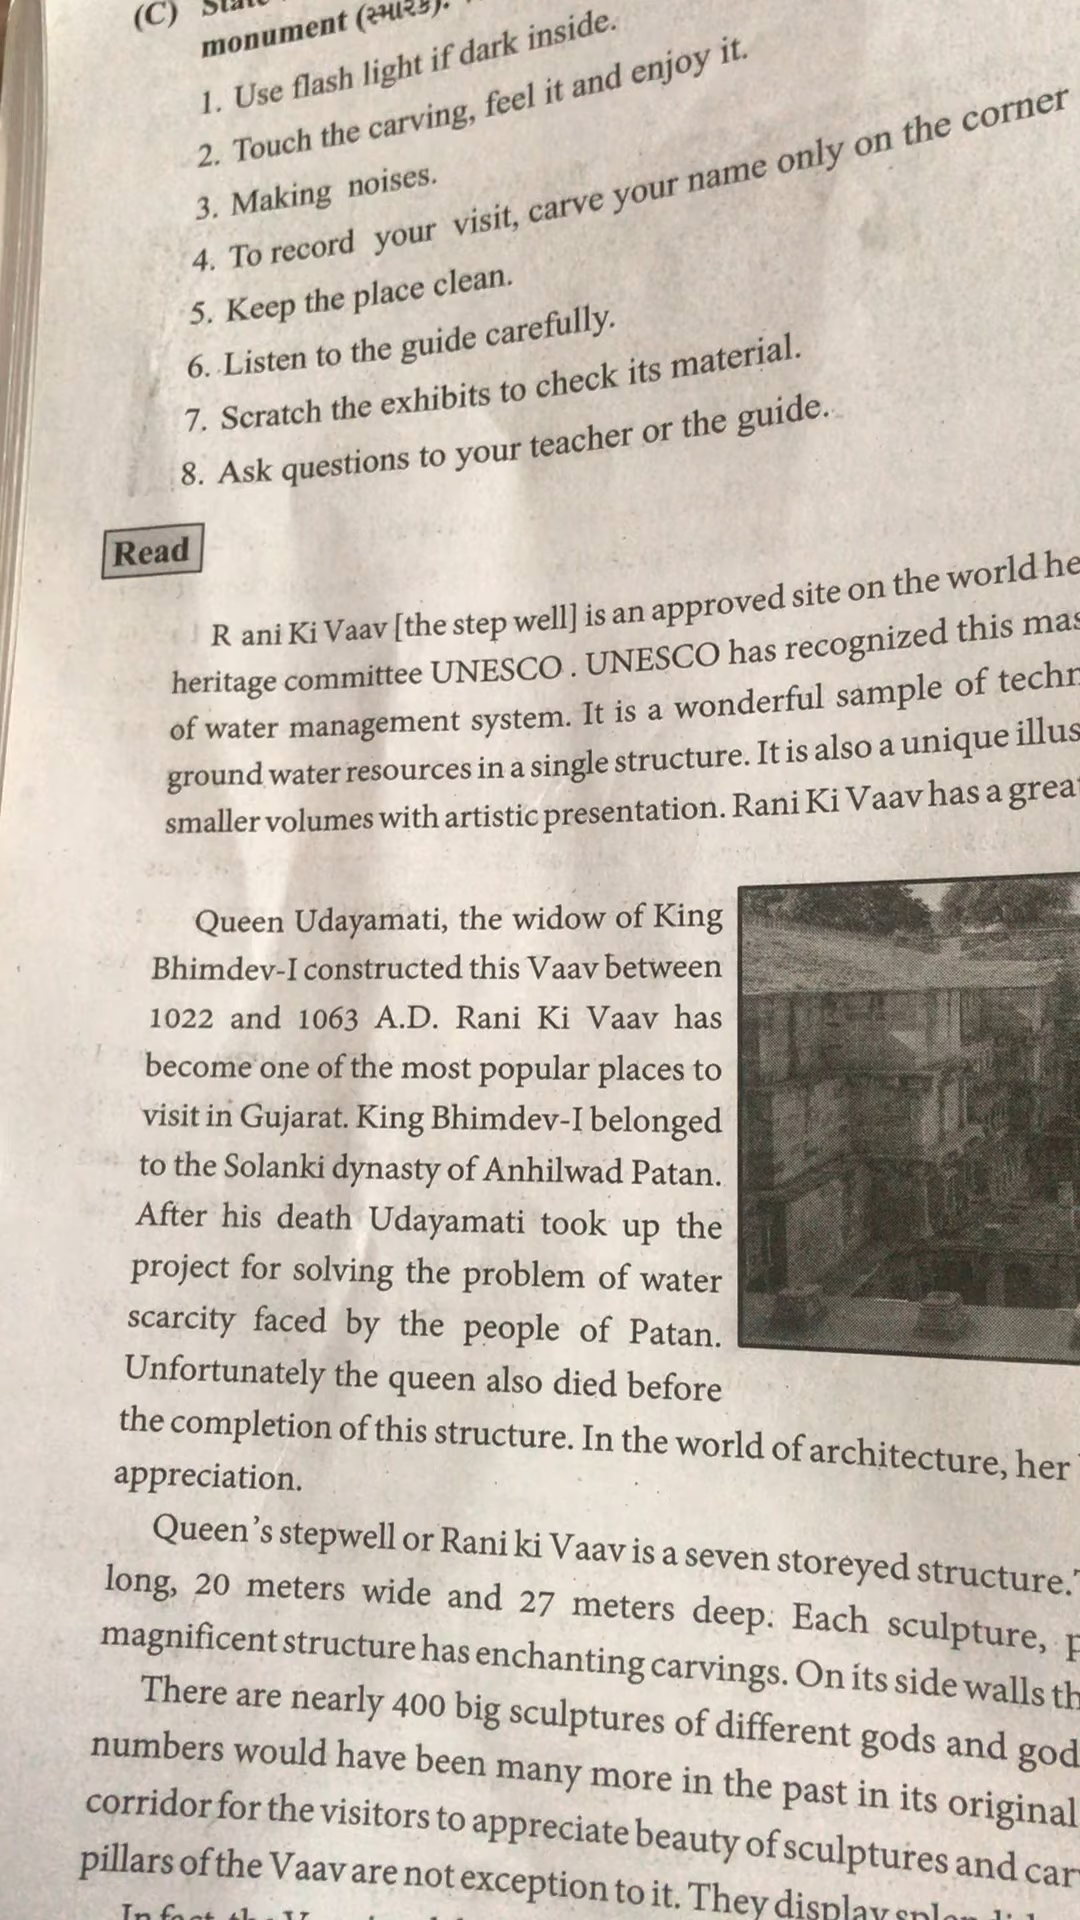 (C)
monument (સ્મારક).
1. Use flash light if dark inside.
2. Touch the carving, feel it and enjoy it.
3. Making noises.
4. To record your visit, carve your name only on the corner
5. Keep the place clean.
6. Listen to the guide carefully.
7. Scratch the exhibits to check its material.
8. Ask questions to your teacher or the guide.
Read
R ani Ki Vaav [the step well] is an approved site on the world he
heritage committee UNESCO . UNESCO has recognized this mas
of water management system. It is a wonderful sample of techn
ground water resources in a single structure. It is also a unique illus
smaller volumes with artistic presentation. Rani Ki Vaav has a grea
Queen Udayamati, the widow of King
Bhimdev-I constructed this Vaav between
1022 and 1063 A.D. Rani Ki Vaav has
become one of the most popular places to
visit in Gujarat. King Bhimdev-I belonged
to the Solanki dynasty of Anhilwad Patan.
After his death Udayamati took up the
project for solving the problem of water
scarcity faced by the people of Patan.
Unfortunately the queen also died before
the completion of this structure. In the world of architecture, her
appreciation.
Queen's stepwell or Rani ki Vaav is a seven storeyed structure.
long, 20 meters wide and 27 meters deep. Each sculpture, p
magnificent structure has enchanting carvings. On its side walls th
There are nearly 400 big sculptures of different gods and god
numbers would have been many more in the past in its original
corridor for the visitors to appreciate beauty of sculptures and car
pillars of the Vaav are not exception to it. They display
In fact